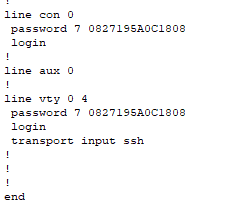 !
line con 0
 password 7 0827195A0C1808
 login
!
line aux 0
!
line vty 0 4
 password 7 0827195A0C1808
 login
 transport input ssh
!
!
!
end